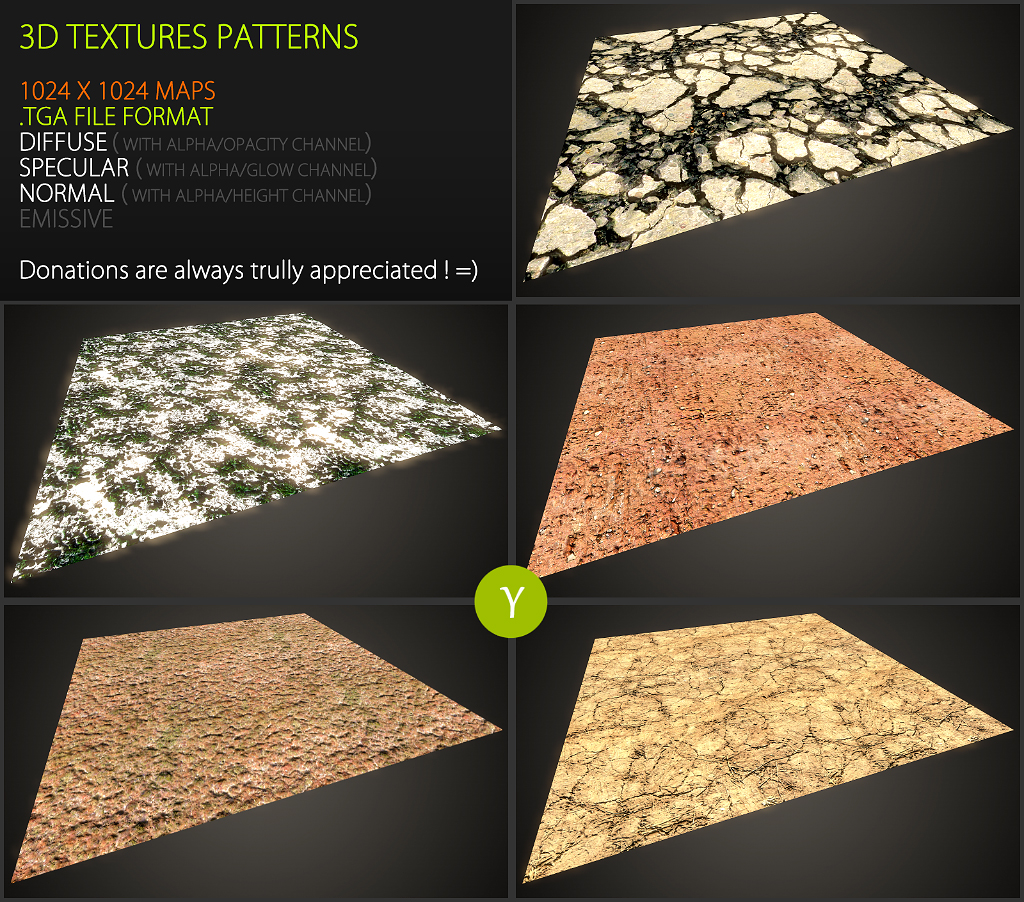 3D TEXTURES PATTERNS
1024 X 1024 MAPS
.TGA FILE FORMAT
DIFFUSE ( WITH ALPHA/OPACITY CHANNEL)
SPECULAR ( WITH ALPHA/GLOW CHANNEL)
NORMAL ( WITH ALPHA/HEIGHT CHANNEL)
EMISSIVE
Donations are always trully appreciated ! =)
Y